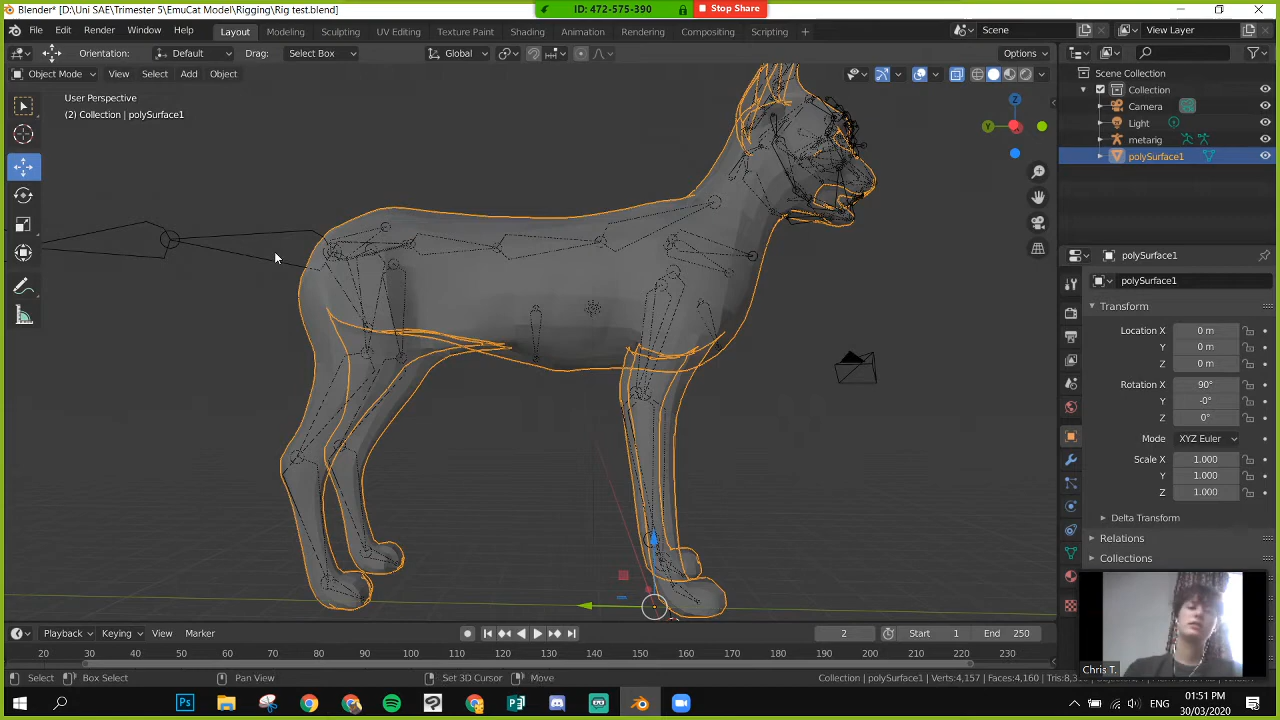 Blender* [D:\Uni SAE\Trimester 5\EmuCat Model\Rigging\Rig test.blend]
ID: 472-575-390
Stop Share
File Edit Render Window Help
Layout Modeling Sculpting UV Editing Texture Paint Shading Animation Rendering Compositing Scripting
Scene
View Layer
Orientation: Default Drag: Select Box
Global
Options
Object Mode View Select Add Object
User Perspective
(2) Collection | polySurface1
Z
Y
Scene Collection
Collection
Camera
Light
metarig
polySurface1
polySurface1
polySurface1
Transform
Location X 0 m
Y 0 m
Z 0 m
Rotation X 90°
Y -0°
Z 0°
Mode XYZ Euler
Scale X 1.000
Y 1.000
Z 1.000
Delta Transform
Relations
Collections
Chris T.
Playback Keying View Marker
2
Start 1 End 250
20 30 40 50 60 70 80 90 100 110 120 130 140 150 160 170 180 190 200 210 220 230
Select Box Select Pan View Set 3D Cursor Move
Collection | polySurface1 | Verts:4,157 | Faces:4,160 |
ENG
01:51 PM
30/03/2020